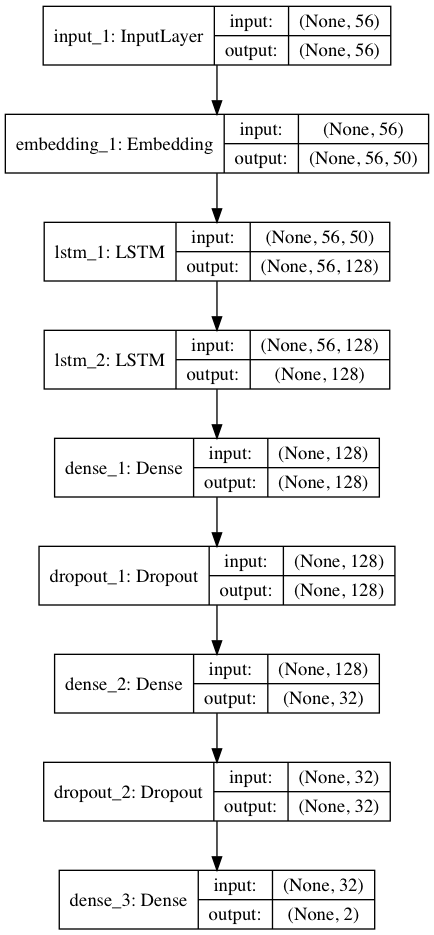 input_1: InputLayer
input: (None, 56)
output: (None, 56)
embedding_1: Embedding
input: (None, 56)
output: (None, 56, 50)
lstm_1: LSTM
input: (None, 56, 50)
output: (None, 56, 128)
lstm_2: LSTM
input: (None, 56, 128)
output: (None, 128)
dense_1: Dense
input: (None, 128)
output: (None, 128)
dropout_1: Dropout
input: (None, 128)
output: (None, 128)
dense_2: Dense
input: (None, 128)
output: (None, 32)
dropout_2: Dropout
input: (None, 32)
output: (None, 32)
dense_3: Dense
input: (None, 32)
output: (None, 2)